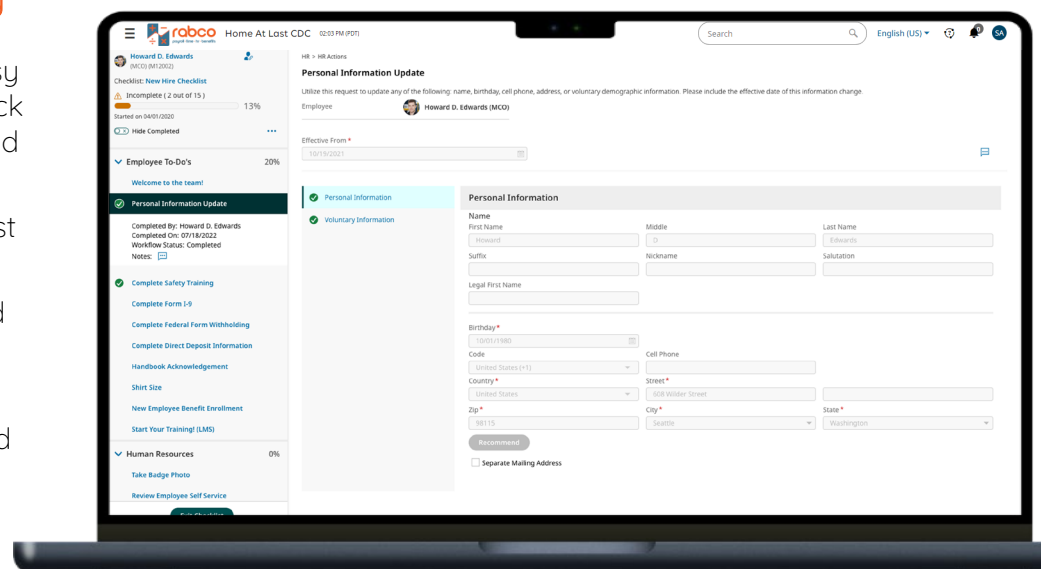 sy
ck
d
st
d
d
rabco Home At Last CDC 02:03 PM (PDT) Search English (US)
payroll · time · hr · benefits
SA
Howard D. Edwards
(MCO) (M12002)
Checklist: New Hire Checklist
Incomplete ( 2 out of 15 )
13%
Started on 04/01/2020
Hide Completed
Employee To-Do's 20%
Welcome to the team!
Personal Information Update
Completed By: Howard D. Edwards
Completed On: 07/18/2022
Workflow Status: Completed
Notes:
Complete Safety Training
Complete Form I-9
Complete Federal Form Withholding
Complete Direct Deposit Information
Handbook Acknowledgement
Shirt Size
New Employee Benefit Enrollment
Start Your Training! (LMS)
Human Resources 0%
Take Badge Photo
Review Employee Self Service
Exit Checklist
HR > HR Actions
Personal Information Update
Utilize this request to update any of the following: name, birthday, cell phone, address, or voluntary demographic information. Please include the effective date of this information change.
Employee Howard D. Edwards (MCO)
Effective From *
10/19/2021
Personal Information
Voluntary Information
Personal Information
Name
First Name Middle Last Name
Howard D Edwards
Suffix Nickname Salutation
Legal First Name
Birthday *
10/01/1980
Code Cell Phone
United States (+1)
Country * Street *
United States 608 Wilder Street
Zip * City * State *
98115 Seattle Washington
Recommend
Separate Mailing Address